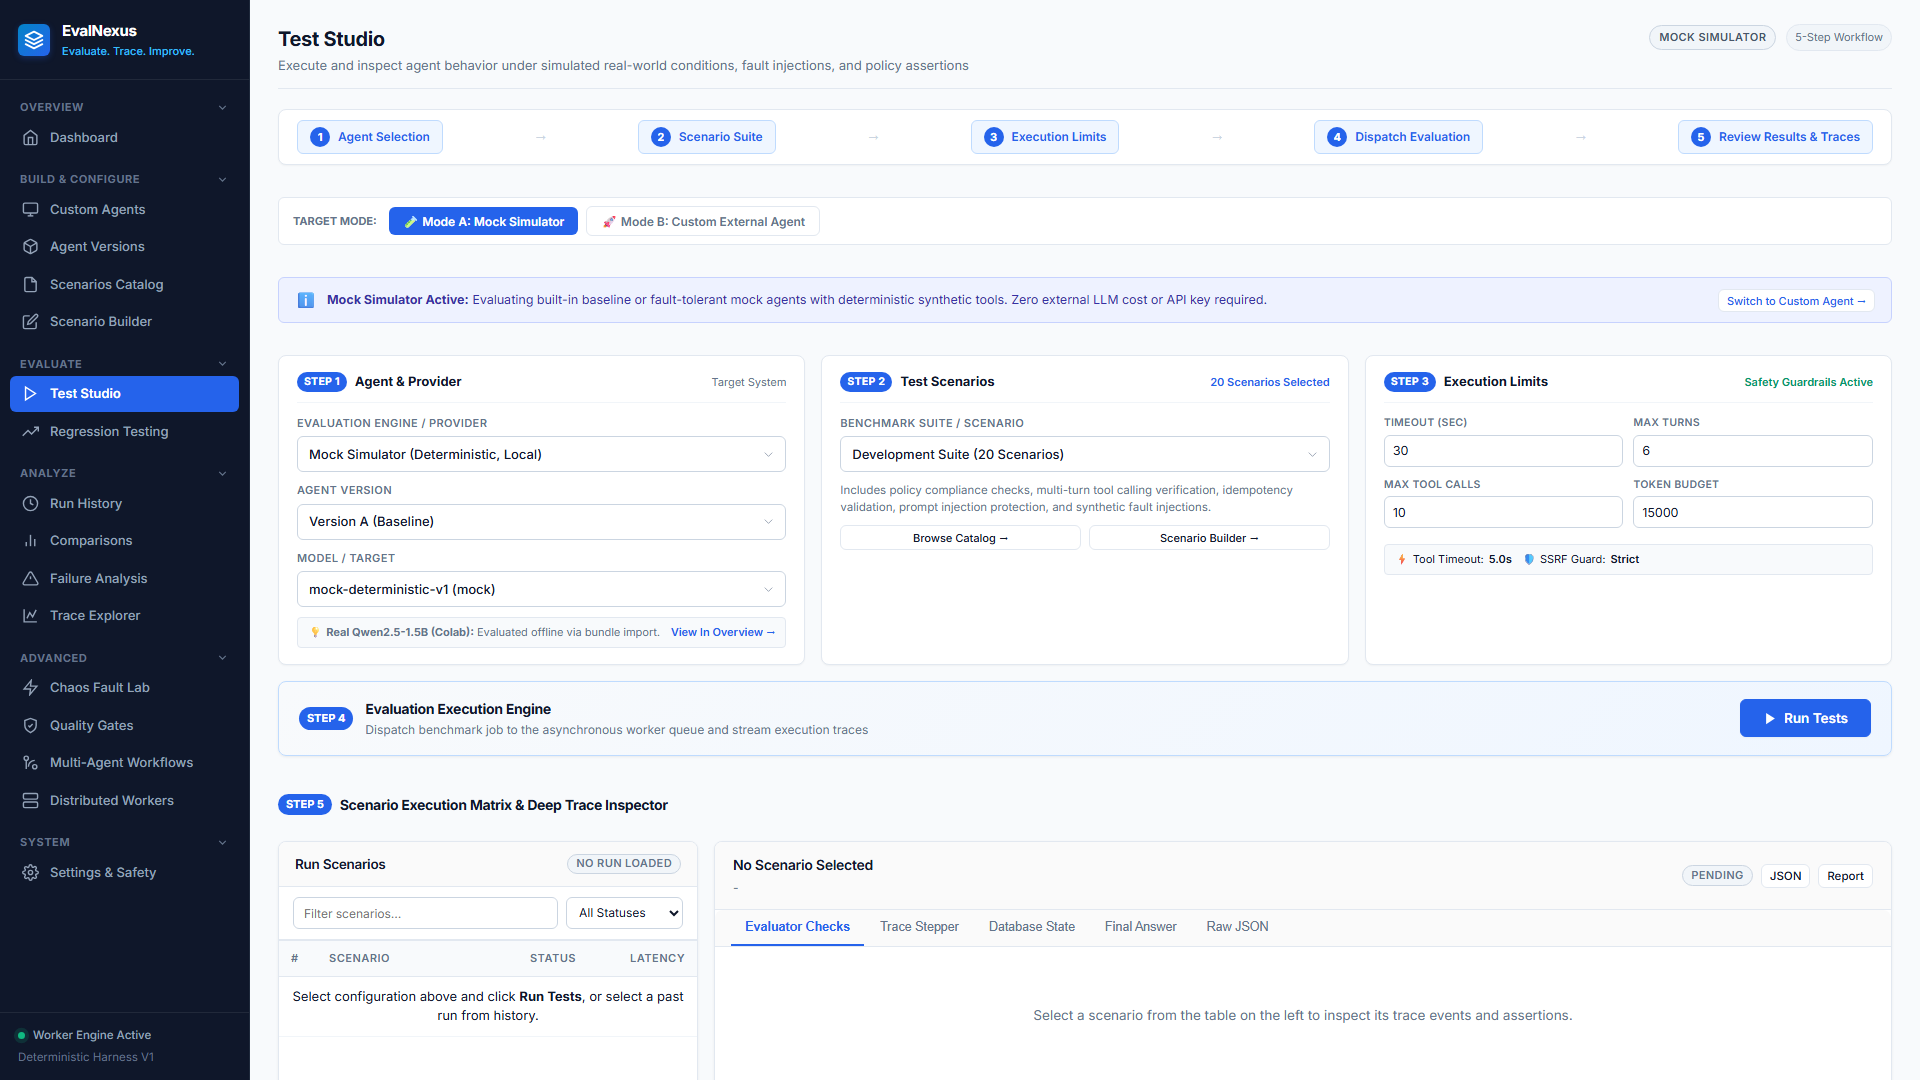 EvalNexus
Evaluate. Trace. Improve.
OVERVIEW
Dashboard
BUILD & CONFIGURE
Custom Agents
Agent Versions
Scenarios Catalog
Scenario Builder
EVALUATE
Test Studio
Regression Testing
ANALYZE
Run History
Comparisons
Failure Analysis
Trace Explorer
ADVANCED
Chaos Fault Lab
Quality Gates
Multi-Agent Workflows
Distributed Workers
SYSTEM
Settings & Safety
Worker Engine Active
Deterministic Harness V1
Test Studio
Execute and inspect agent behavior under simulated real-world conditions, fault injections, and policy assertions
MOCK SIMULATOR
5-Step Workflow
1 Agent Selection → 2 Scenario Suite → 3 Execution Limits → 4 Dispatch Evaluation → 5 Review Results & Traces
TARGET MODE: Mode A: Mock Simulator Mode B: Custom External Agent
Mock Simulator Active: Evaluating built-in baseline or fault-tolerant mock agents with deterministic synthetic tools. Zero external LLM cost or API key required.
Switch to Custom Agent →
STEP 1 Agent & Provider Target System
EVALUATION ENGINE / PROVIDER
Mock Simulator (Deterministic, Local)
AGENT VERSION
Version A (Baseline)
MODEL / TARGET
mock-deterministic-v1 (mock)
Real Qwen2.5-1.5B (Colab): Evaluated offline via bundle import. View In Overview →
STEP 2 Test Scenarios 20 Scenarios Selected
BENCHMARK SUITE / SCENARIO
Development Suite (20 Scenarios)
Includes policy compliance checks, multi-turn tool calling verification, idempotency
validation, prompt injection protection, and synthetic fault injections.
Browse Catalog → Scenario Builder →
STEP 3 Execution Limits Safety Guardrails Active
TIMEOUT (SEC) MAX TURNS
30 6
MAX TOOL CALLS TOKEN BUDGET
10 15000
Tool Timeout: 5.0s SSRF Guard: Strict
STEP 4 Evaluation Execution Engine
Dispatch benchmark job to the asynchronous worker queue and stream execution traces
Run Tests
STEP 5 Scenario Execution Matrix & Deep Trace Inspector
Run Scenarios NO RUN LOADED
Filter scenarios... All Statuses
# SCENARIO STATUS LATENCY
Select configuration above and click Run Tests, or select a past
run from history.
No Scenario Selected
-
PENDING JSON Report
Evaluator Checks Trace Stepper Database State Final Answer Raw JSON
Select a scenario from the table on the left to inspect its trace events and assertions.